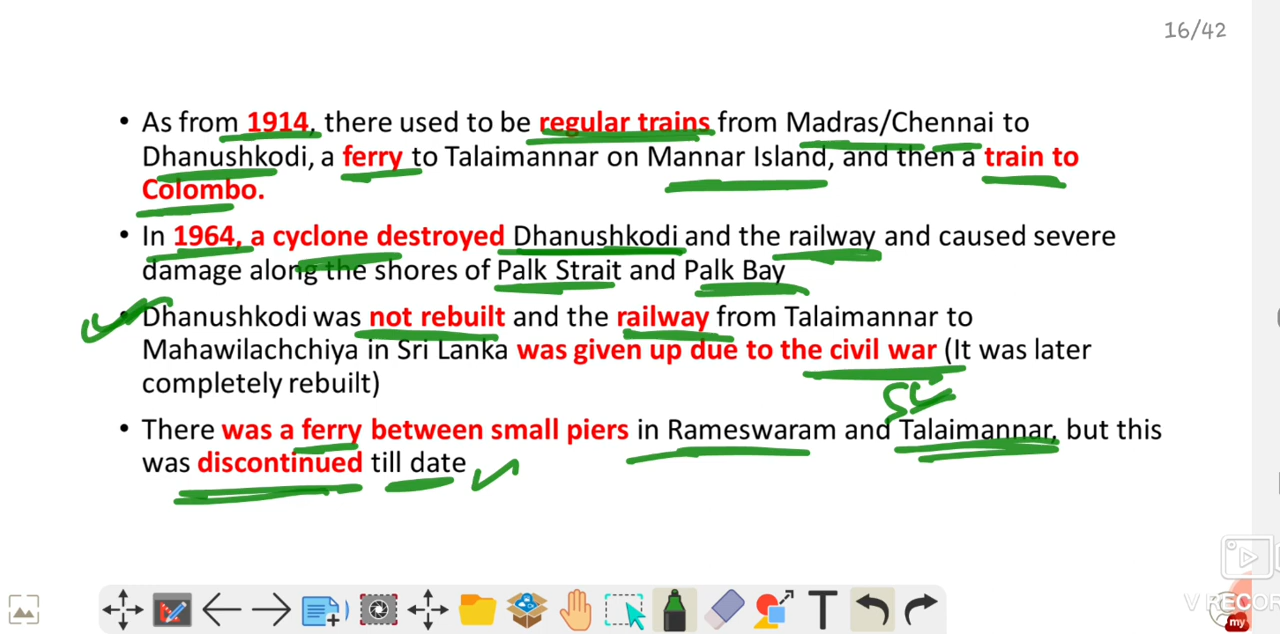 16/42
• As from 1914, there used to be regular trains from Madras/Chennai to
Dhanushkodi, a ferry to Talaimannar on Mannar Island, and then a train to
Colombo.
• In 1964, a cyclone destroyed Dhanushkodi and the railway and caused severe
damage along the shores of Palk Strait and Palk Bay
• Dhanushkodi was not rebuilt and the railway from Talaimannar to
Mahawilachchiya in Sri Lanka was given up due to the civil war (It was later
completely rebuilt)
SL
• There was a ferry between small piers in Rameswaram and Talaimannar, but this
was discontinued till date
V RECOR
my